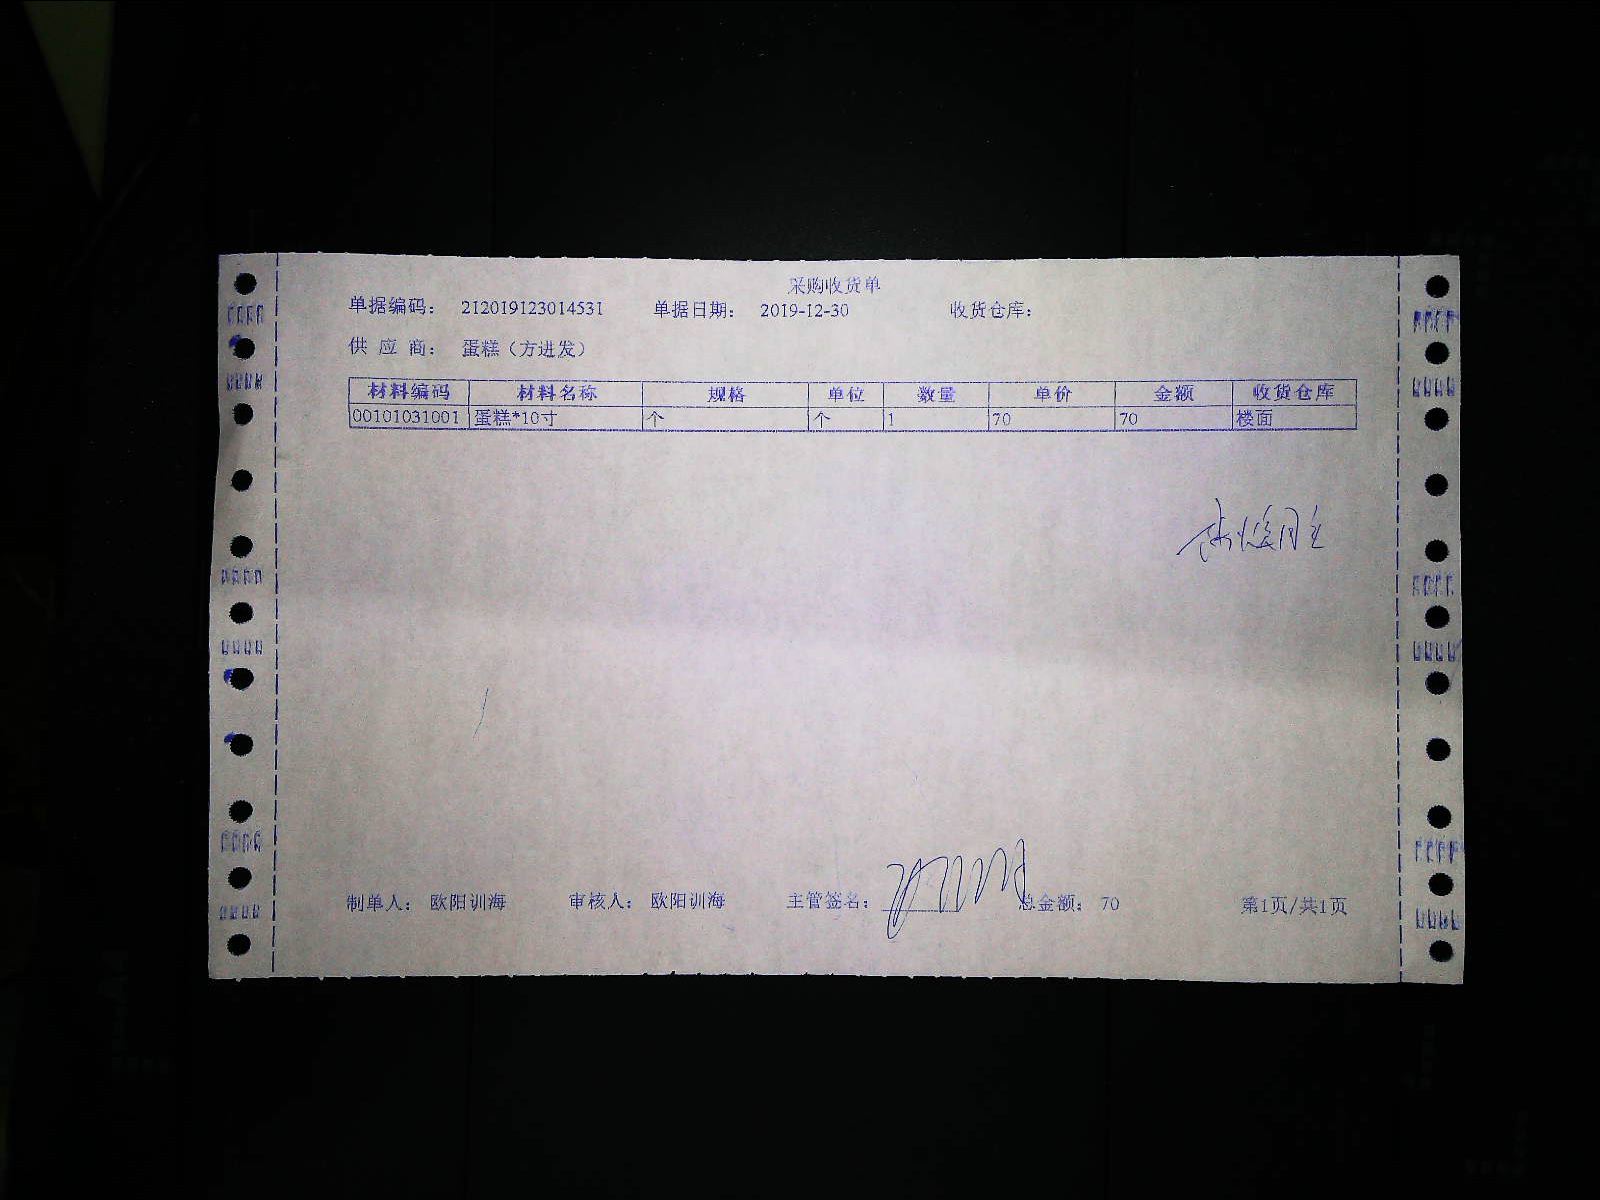 采购收货单
单据编码： 212019123014531 单据日期： 2019-12-30 收货仓库：
供 应 商： 蛋糕（方进发）
材料编码 材料名称 规格 单位 数量 单价 金额 收货仓库
00101031001 蛋糕*10寸 个 个 1 70 70 楼面
制单人： 欧阳训海 审核人： 欧阳训海 主管签名： 总金额： 70 第1页/共1页